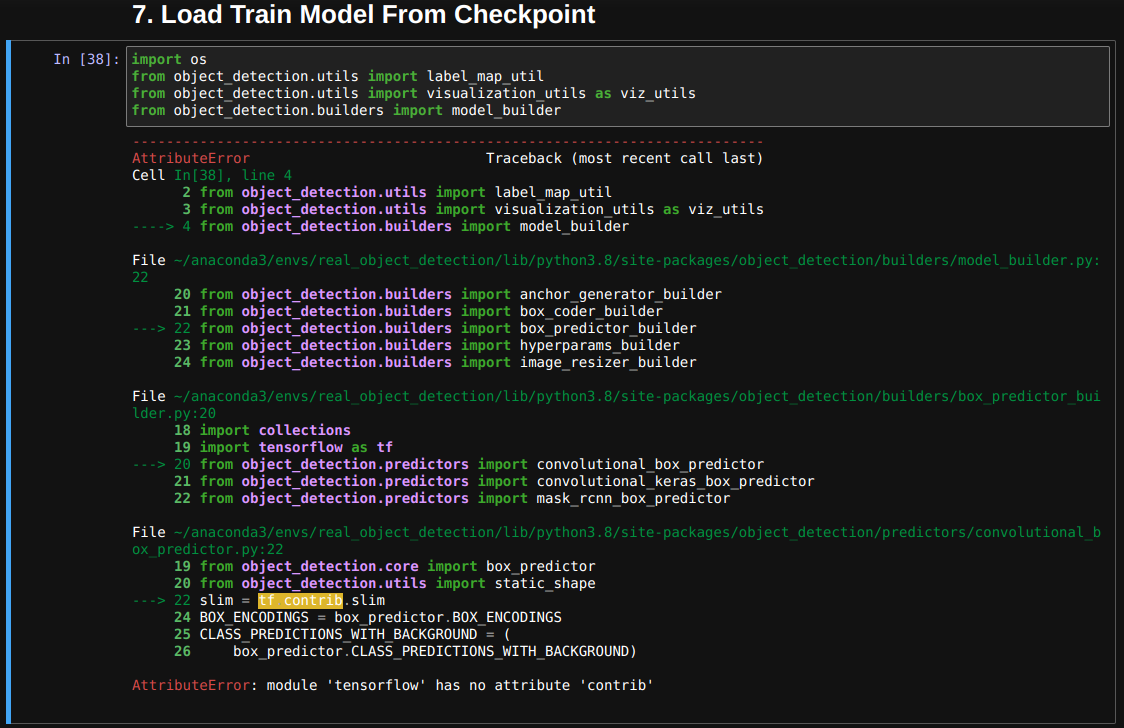 7. Load Train Model From Checkpoint
In [38]:
import os
from object_detection.utils import label_map_util
from object_detection.utils import visualization_utils as viz_utils
from object_detection.builders import model_builder
---------------------------------------------------------------------------
AttributeError                            Traceback (most recent call last)
Cell In[38], line 4
      2 from object_detection.utils import label_map_util
      3 from object_detection.utils import visualization_utils as viz_utils
----> 4 from object_detection.builders import model_builder
File ~/anaconda3/envs/real_object_detection/lib/python3.8/site-packages/object_detection/builders/model_builder.py:
22
     20 from object_detection.builders import anchor_generator_builder
     21 from object_detection.builders import box_coder_builder
---> 22 from object_detection.builders import box_predictor_builder
     23 from object_detection.builders import hyperparams_builder
     24 from object_detection.builders import image_resizer_builder
File ~/anaconda3/envs/real_object_detection/lib/python3.8/site-packages/object_detection/builders/box_predictor_bui
lder.py:20
     18 import collections
     19 import tensorflow as tf
---> 20 from object_detection.predictors import convolutional_box_predictor
     21 from object_detection.predictors import convolutional_keras_box_predictor
     22 from object_detection.predictors import mask_rcnn_box_predictor
File ~/anaconda3/envs/real_object_detection/lib/python3.8/site-packages/object_detection/predictors/convolutional_b
ox_predictor.py:22
     19 from object_detection.core import box_predictor
     20 from object_detection.utils import static_shape
---> 22 slim = tf contrib.slim
     24 BOX_ENCODINGS = box_predictor.BOX_ENCODINGS
     25 CLASS_PREDICTIONS_WITH_BACKGROUND = (
     26     box_predictor.CLASS_PREDICTIONS_WITH_BACKGROUND)
AttributeError: module 'tensorflow' has no attribute 'contrib'